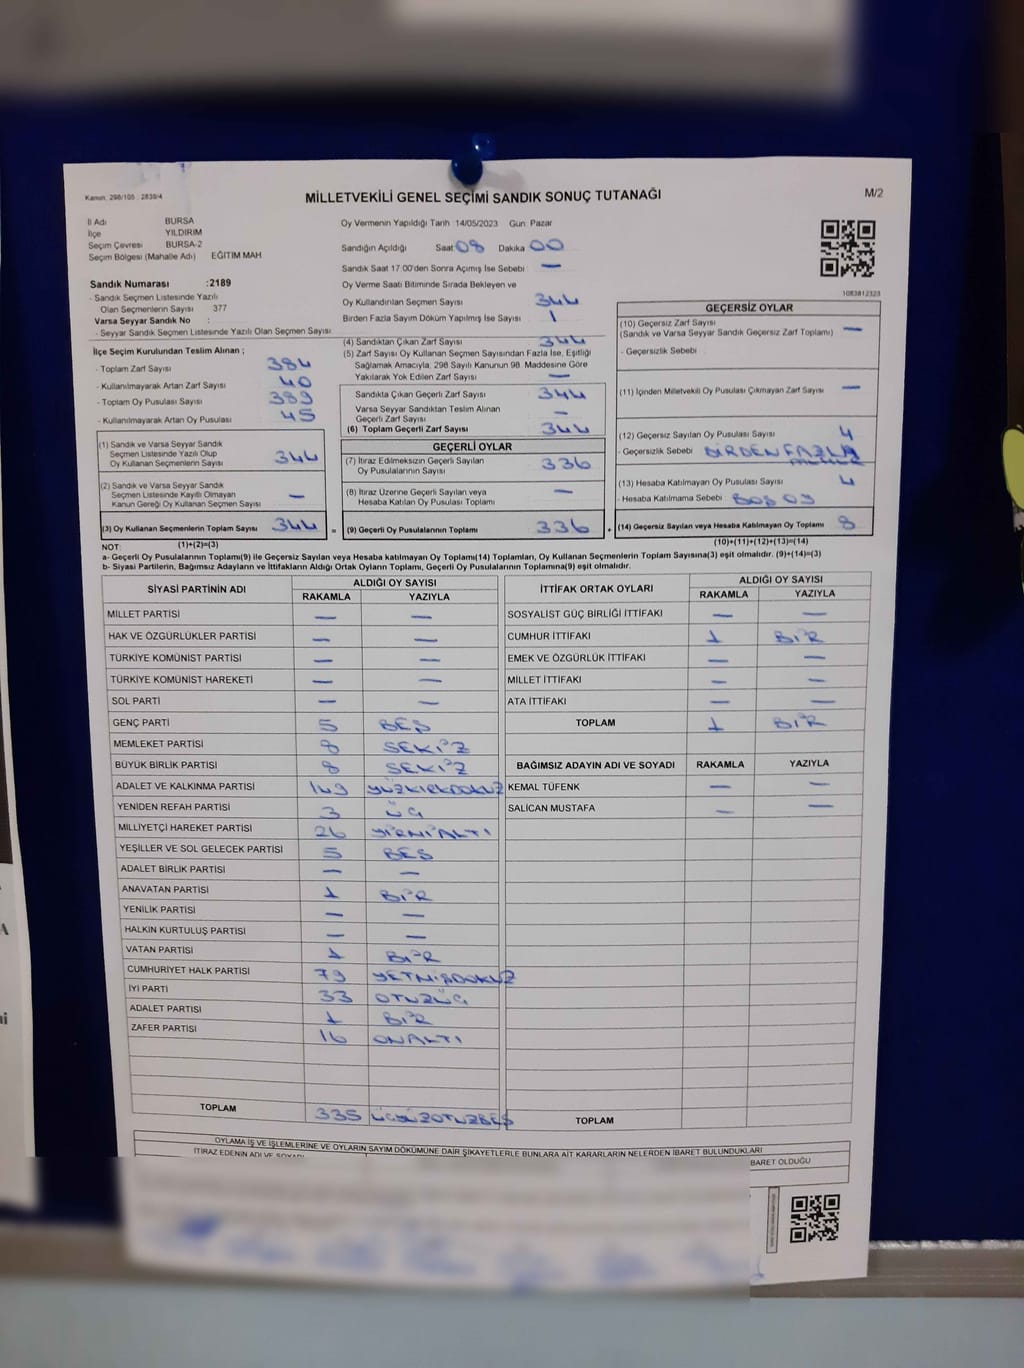 Kanun: 298/105 : 2839/4
MİLLETVEKİLİ GENEL SEÇİMİ SANDIK SONUÇ TUTANAĞI
M/2
İl Adı BURSA
İlçe YILDIRIM
Seçim Çevresi BURSA-2
Seçim Bölgesi (Mahalle Adı) EĞİTİM MAH
Sandık Numarası :2189
- Sandık Seçmen Listesinde Yazılı
Olan Seçmenlerin Sayısı 377
Varsa Seyyar Sandık No :
- Seyyar Sandık Seçmen Listesinde Yazılı Olan Seçmen Sayısı:
Oy Vermenin Yapıldığı Tarih 14/05/2023 Gün: Pazar
Sandığın Açıldığı Saat 08 Dakika 00
Sandık Saat 17:00'den Sonra Açımış İse Sebebi : —
Oy Verme Saati Bitiminde Sırada Bekleyen ve
Oy Kullandırılan Seçmen Sayısı 344
Birden Fazla Sayım Döküm Yapılmış İse Sayısı 1
1083812323
İlçe Seçim Kurulundan Teslim Alınan ;
- Toplam Zarf Sayısı 384
- Kullanılmayarak Artan Zarf Sayısı 40
- Toplam Oy Pusulası Sayısı 389
- Kullanılmayarak Artan Oy Pusulası 45
(4) Sandıktan Çıkan Zarf Sayısı 344
(5) Zarf Sayısı Oy Kullanan Seçmen Sayısından Fazla İse, Eşitliği
Sağlamak Amacıyla, 298 Sayılı Kanunun 98. Maddesine Göre
Yakılarak Yok Edilen Zarf Sayısı —
Sandıkta Çıkan Geçerli Zarf Sayısı 344
Varsa Seyyar Sandıktan Teslim Alınan
Geçerli Zarf Sayısı —
(6) Toplam Geçerli Zarf Sayısı 344
GEÇERSİZ OYLAR
(10) Geçersiz Zarf Sayısı
(Sandık ve Varsa Seyyar Sandık Geçersiz Zarf Toplamı) —
- Geçersizlik Sebebi :
(11) İçinden Milletvekili Oy Pusulası Çıkmayan Zarf Sayısı —
(12) Geçersiz Sayılan Oy Pusulası Sayısı 4
- Geçersizlik Sebebi BİRDEN FAZLA
(13) Hesaba Katılmayan Oy Pusulası Sayısı 4
- Hesaba Katılmama Sebebi BOŞ OY
(14) Geçersiz Sayılan veya Hesaba Katılmayan Oy Toplamı 8
(10)+(11)+(12)+(13)=(14)
(1) Sandık ve Varsa Seyyar Sandık
Seçmen Listesinde Yazılı Olup
Oy Kullanan Seçmenlerin Sayısı 344
(2) Sandık ve Varsa Seyyar Sandık
Seçmen Listesinde Kayıtlı Olmayan
Kanun Gereği Oy Kullanan Seçmen Sayısı —
(3) Oy Kullanan Seçmenlerin Toplam Sayısı 344 =
(1)+(2)=(3)
GEÇERLİ OYLAR
(7) İtiraz Edilmeksizin Geçerli Sayılan
Oy Pusulalarının Sayısı 336
(8) İtiraz Üzerine Geçerli Sayılan veya
Hesaba Katılan Oy Pusulası Toplamı —
(9) Geçerli Oy Pusulalarının Toplamı 336 +
NOT:
a- Geçerli Oy Pusulalarının Toplamı(9) ile Geçersiz Sayılan veya Hesaba katılmayan Oy Toplamı(14) Toplamları, Oy Kullanan Seçmenlerin Toplam Sayısına(3) eşit olmalıdır. (9)+(14)=(3)
b- Siyasi Partilerin, Bağımsız Adayların ve İttifakların Aldığı Ortak Oyların Toplamı, Geçerli Oy Pusulalarının Toplamına(9) eşit olmalıdır.
SİYASİ PARTİNİN ADI ALDIĞI OY SAYISI
RAKAMLA YAZIYLA
MİLLET PARTİSİ — —
HAK VE ÖZGÜRLÜKLER PARTİSİ — —
TÜRKİYE KOMÜNİST PARTİSİ — —
TÜRKİYE KOMÜNİST HAREKETİ — —
SOL PARTİ — —
GENÇ PARTİ 5 BEŞ
MEMLEKET PARTİSİ 8 SEKİZ
BÜYÜK BİRLİK PARTİSİ 8 SEKİZ
ADALET VE KALKINMA PARTİSİ 149 YÜZKIRKDOKUZ
YENİDEN REFAH PARTİSİ 3 ÜÇ
MİLLİYETÇİ HAREKET PARTİSİ 26 YİRMİALTI
YEŞİLLER VE SOL GELECEK PARTİSİ 5 BEŞ
ADALET BİRLİK PARTİSİ — —
ANAVATAN PARTİSİ 1 BİR
YENİLİK PARTİSİ — —
HALKIN KURTULUŞ PARTİSİ — —
VATAN PARTİSİ 1 BİR
CUMHURİYET HALK PARTİSİ 79 YETMİŞDOKUZ
İYİ PARTİ 33 OTUZÜÇ
ADALET PARTİSİ 1 BİR
ZAFER PARTİSİ 16 ONALTI
TOPLAM 335 ÜÇYÜZOTUZBEŞ
İTTİFAK ORTAK OYLARI ALDIĞI OY SAYISI
RAKAMLA YAZIYLA
SOSYALİST GÜÇ BİRLİĞİ İTTİFAKI — —
CUMHUR İTTİFAKI 1 BİR
EMEK VE ÖZGÜRLÜK İTTİFAKI — —
MİLLET İTTİFAKI — —
ATA İTTİFAKI — —
TOPLAM 1 BİR
BAĞIMSIZ ADAYIN ADI VE SOYADI RAKAMLA YAZIYLA
KEMAL TÜFENK — —
SALİCAN MUSTAFA — —
TOPLAM
OYLAMA İŞ VE İŞLEMLERİNE VE OYLARIN SAYIM DÖKÜMÜNE DAİR ŞİKAYETLERLE BUNLARA AİT KARARLARIN NELERDEN İBARET BULUNDUKLARI
İTİRAZ EDENİN ADI VE SOYADI
BARET OLDUĞU